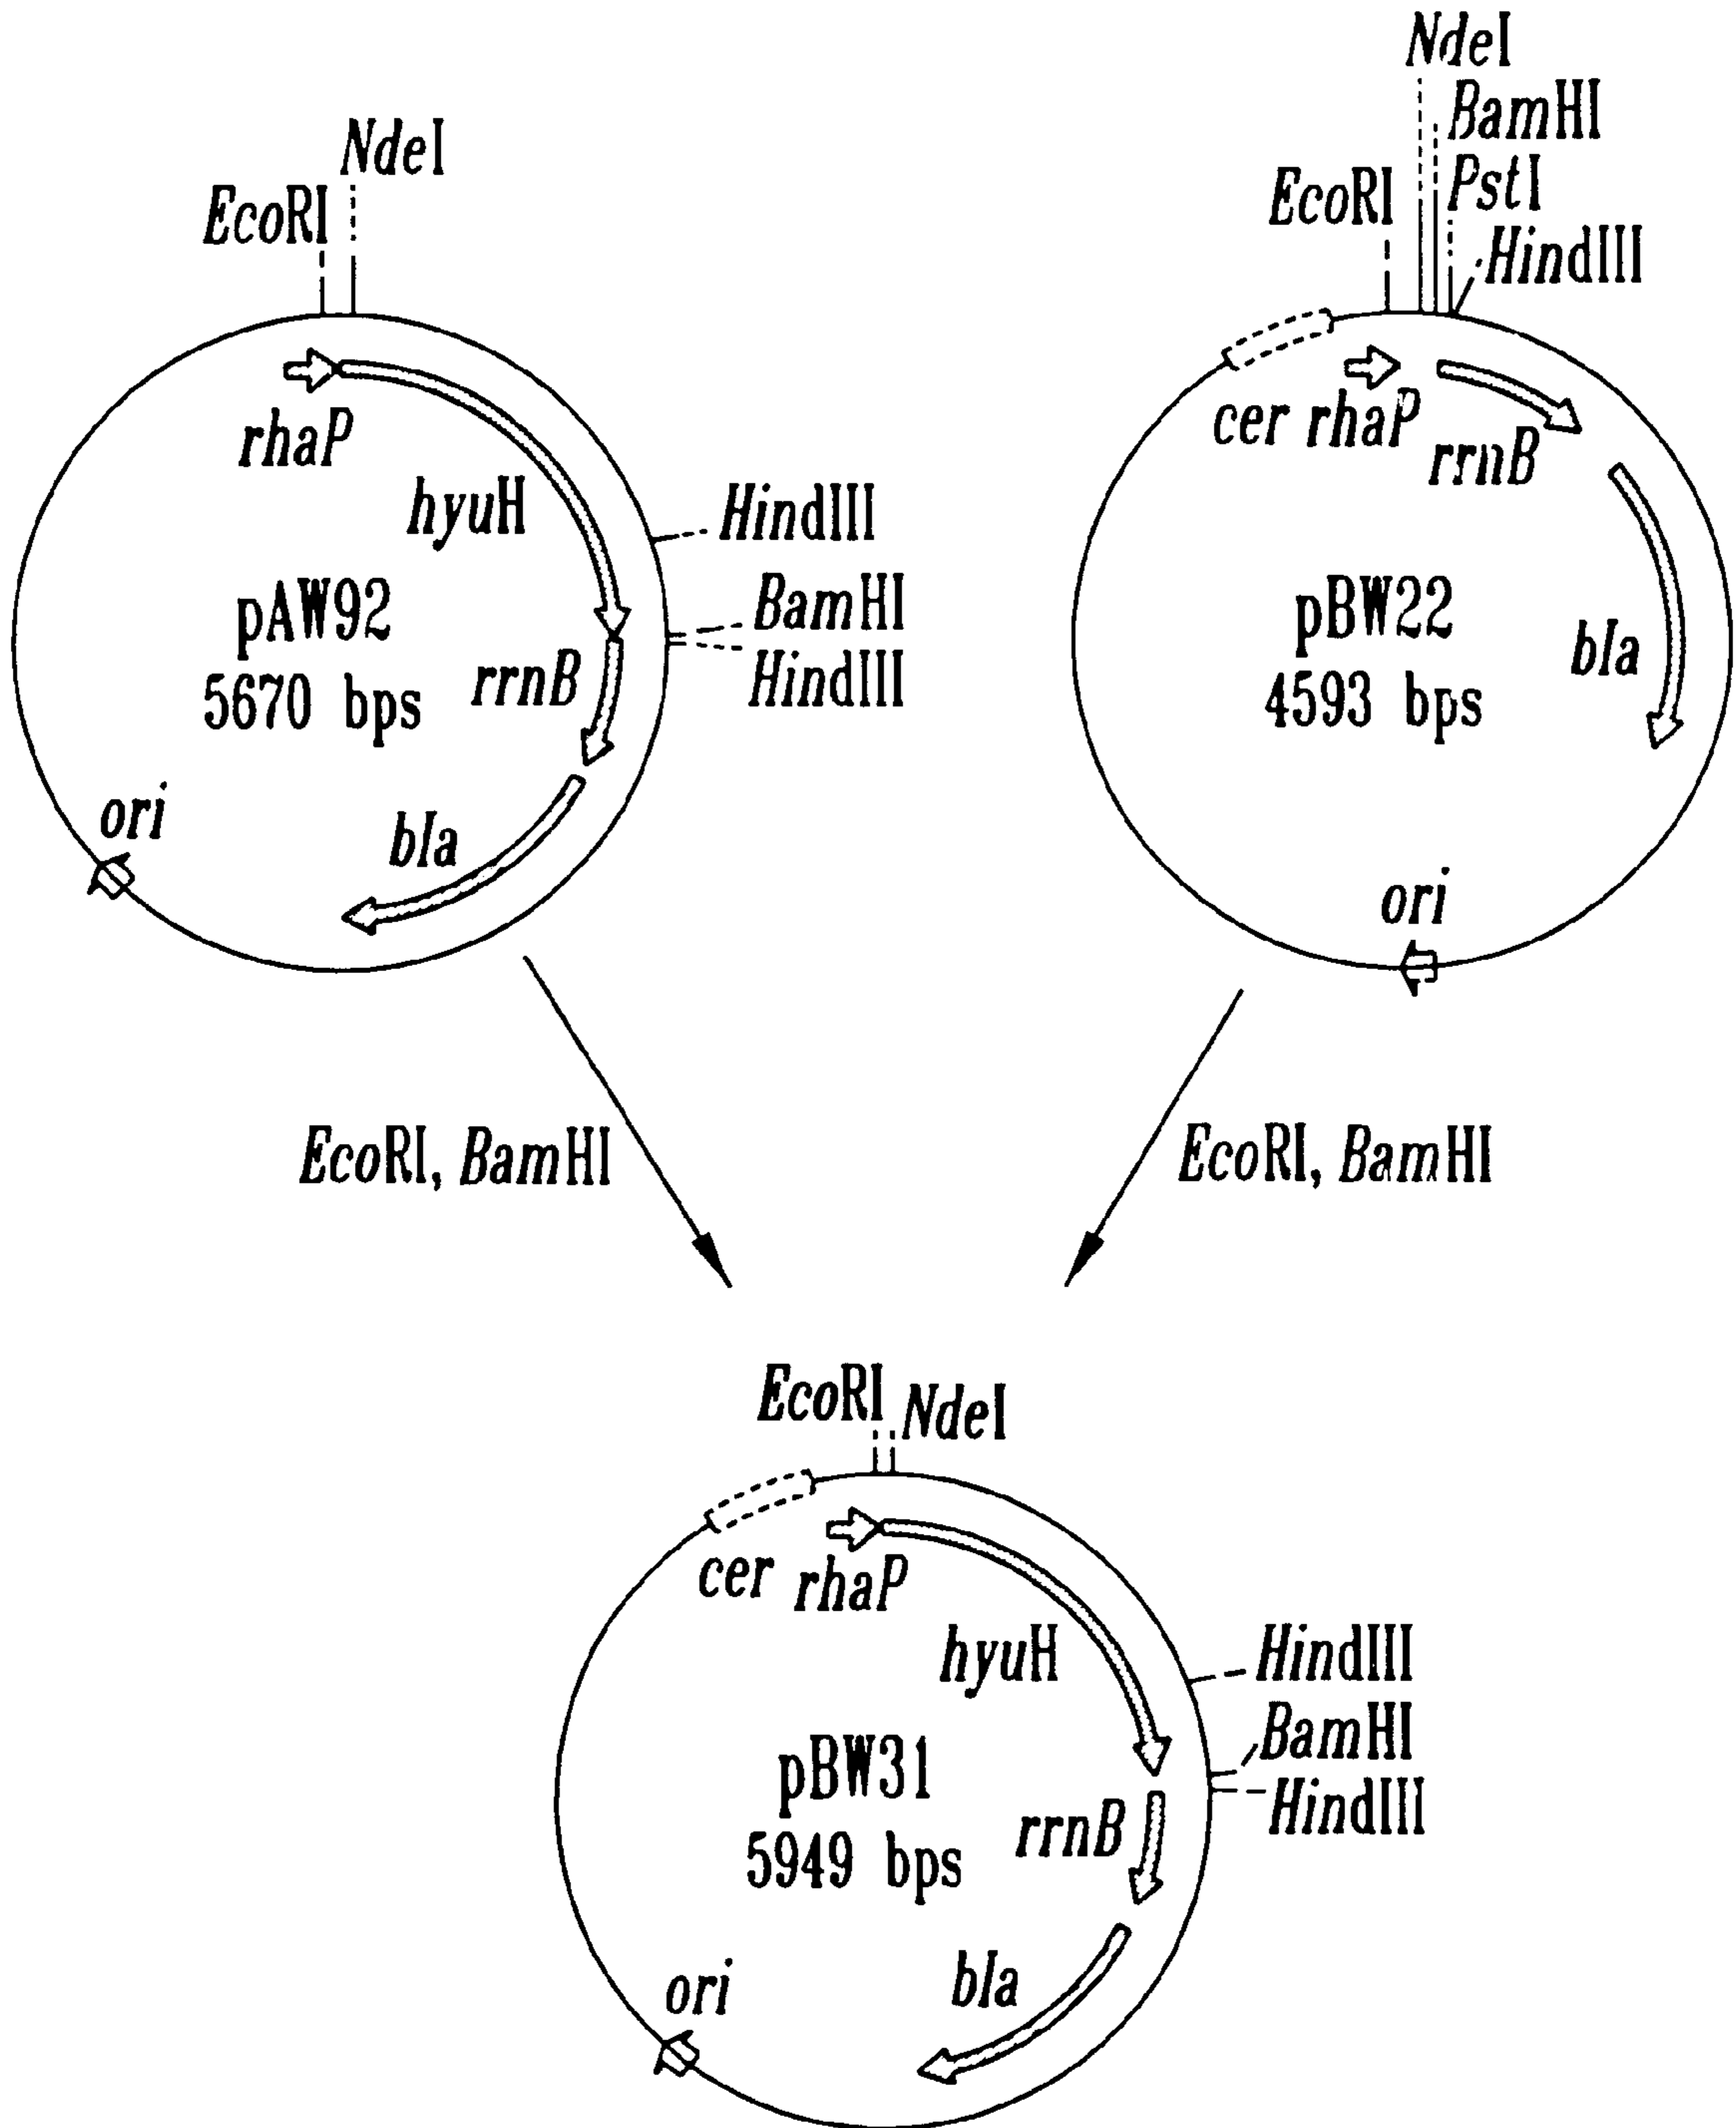 NdeI
EcoRI
rhaP
hyuH
HindIII
BamHI
HindIII
pAW92
5670 bps
rrnB
bla
ori
NdeI
BamHI
PstI
EcoRI
HindIII
cer rhaP
rrnB
pBW22
4593 bps
bla
ori
EcoRI, BamHI
EcoRI, BamHI
EcoRI NdeI
cer rhaP
hyuH
HindIII
BamHI
HindIII
pBW31
5949 bps
rrnB
bla
ori